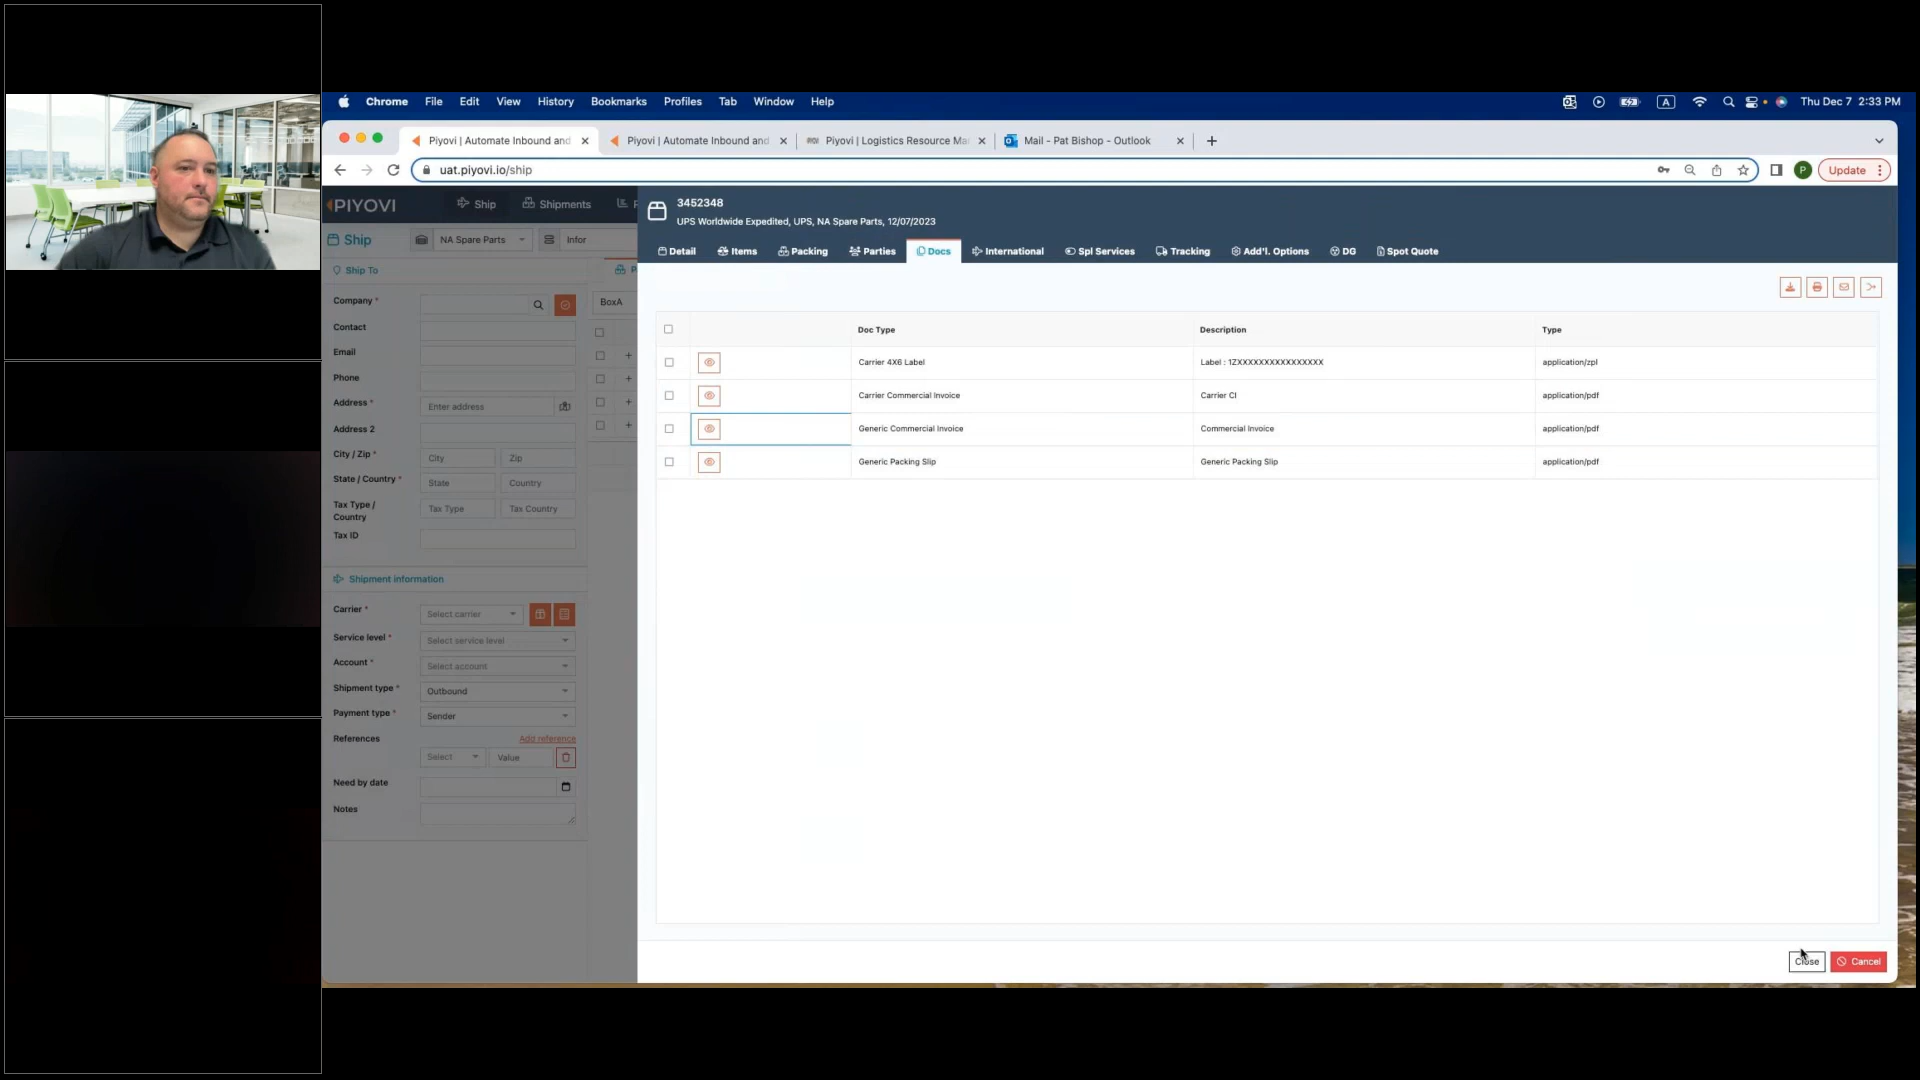 Chrome File Edit View History Bookmarks Profiles Tab Window Help
A
Thu Dec 7 2:33 PM
Piyovi | Automate Inbound and
Piyovi | Automate Inbound and
Piyovi | Logistics Resource Ma
Mail - Pat Bishop - Outlook
uat.piyovi.io/ship
P
Update
PIYOVI
Ship
Shipments
3452348
UPS Worldwide Expedited, UPS, NA Spare Parts, 12/07/2023
Ship
NA Spare Parts
Infor
Detail
Items
Packing
Parties
Docs
International
Spl Services
Tracking
Add'l. Options
DG
Spot Quote
Ship To
Company *
Contact
Email
Phone
Address *
Enter address
Address 2
City / Zip *
City
Zip
State / Country *
State
Country
Tax Type / Country
Tax Type
Tax Country
Tax ID
BoxA
Doc Type Description Type
Carrier 4X6 Label Label : 1ZXXXXXXXXXXXXXXXX application/zpl
Carrier Commercial Invoice Carrier CI application/pdf
Generic Commercial Invoice Commercial Invoice application/pdf
Generic Packing Slip Generic Packing Slip application/pdf
Shipment information
Carrier *
Select carrier
Service level *
Select service level
Account *
Select account
Shipment type *
Outbound
Payment type *
Sender
References
Add reference
Select
Value
Need by date
Notes
Close
Cancel